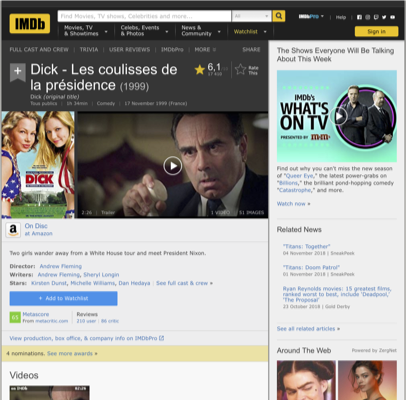 IMDb
Find Movies, TV shows, Celebrities and more...
All
IMDbPro
Help
Movies, TV
& Showtimes
Celebs, Events
& Photos
News &
Community
Watchlist
Sign in
FULL CAST AND CREW | TRIVIA | USER REVIEWS | IMDbPro | MORE
SHARE
Dick - Les coulisses de
la présidence (1999)
Dick (original title)
Tous publics | 1h 34min | Comedy | 17 November 1999 (France)
6,1
Rate
This
DICK
2:26 | Trailer
1 VIDEO
51 IMAGES
On Disc
at Amazon
Two girls wander away from a White House tour and meet President Nixon.
Director: Andrew Fleming
Writers: Andrew Fleming, Sheryl Longin
Stars: Kirsten Dunst, Michelle Williams, Dan Hedaya | See full cast & crew »
+ Add to Watchlist
65
Metascore
From metacritic.com
Reviews
210 user | 86 critic
View production, box office, & company info on IMDbPro
4 nominations. See more awards »
Videos
The Shows Everyone Will Be Talking
About This Week
IMDb's
WHAT'S
ON TV
PRESENTED BY m&m's
Find out why you can't miss the new season
of "Queer Eye," the latest power-grabs on
"Billions," the brilliant pond-hopping comedy
"Catastrophe," and more.
Watch now »
Related News
"Titans: Together"
04 November 2018 | SneakPeek
"Titans: Doom Patrol"
01 November 2018 | SneakPeek
Ryan Reynolds movies: 15 greatest films,
ranked worst to best, include 'Deadpool,'
'The Proposal'
23 October 2018 | Gold Derby
See all related articles »
Around The Web
Powered by ZergNet